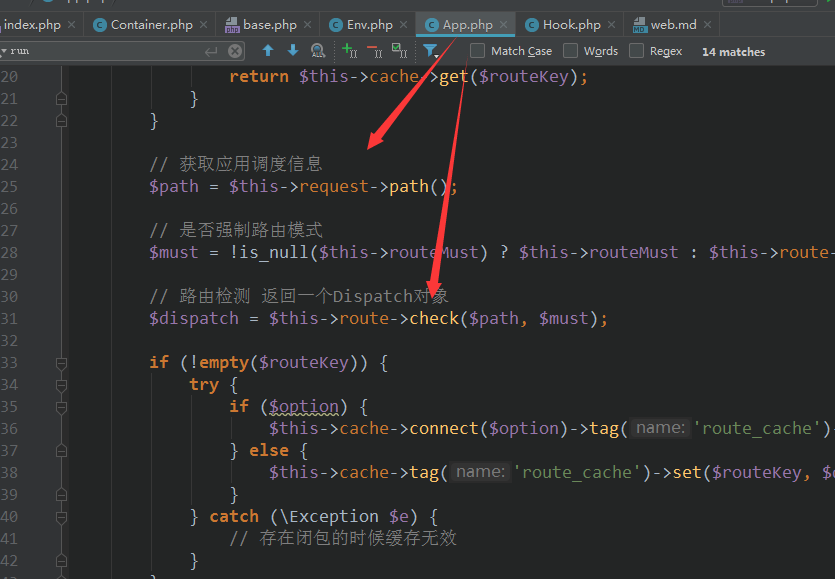 index.php Container.php base.php Env.php App.php Hook.php web.md
run Match Case Words Regex 14 matches
20 return $this->cache->get($routeKey);
21 }
22 }
23
24 // 获取应用调度信息
25 $path = $this->request->path();
26
27 // 是否强制路由模式
28 $must = !is_null($this->routeMust) ? $this->routeMust : $this->route-
29
30 // 路由检测 返回一个Dispatch对象
31 $dispatch = $this->route->check($path, $must);
32
33 if (!empty($routeKey)) {
34 try {
35 if ($option) {
36 $this->cache->connect($option)->tag( name: 'route_cache')-
37 } else {
38 $this->cache->tag( name: 'route_cache')->set($routeKey, $
39 }
40 } catch (\Exception $e) {
41 // 存在闭包的时候缓存无效
42 }